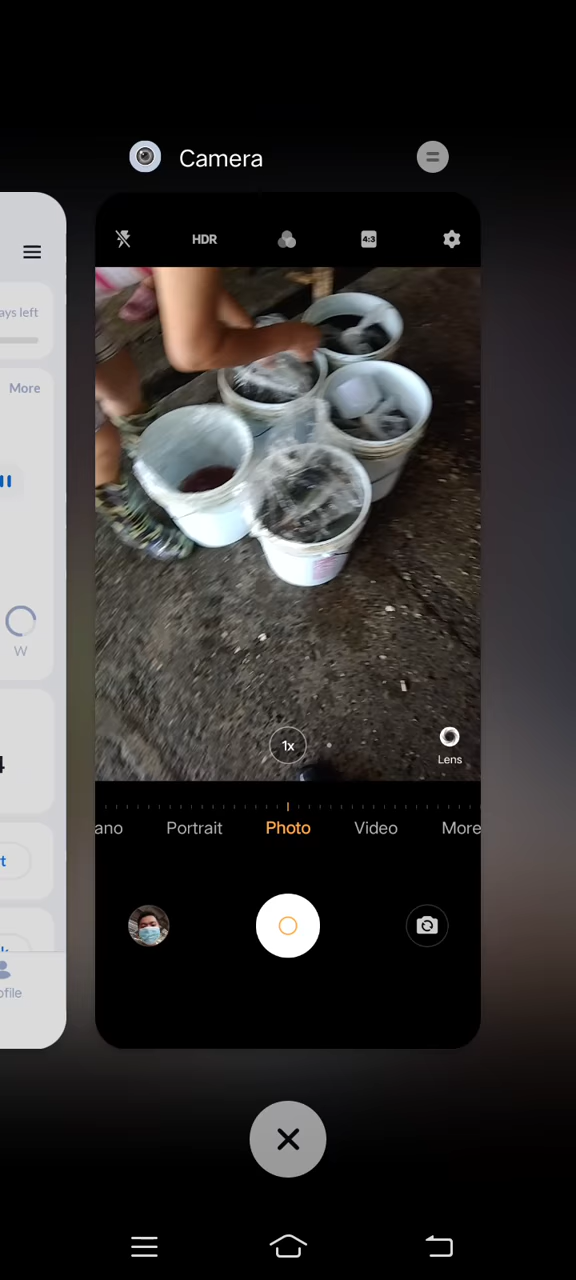 Camera
ays left
HDR
4:3
More
W
1x
Lens
4
ano Portrait Photo Video More
t
k
ofile